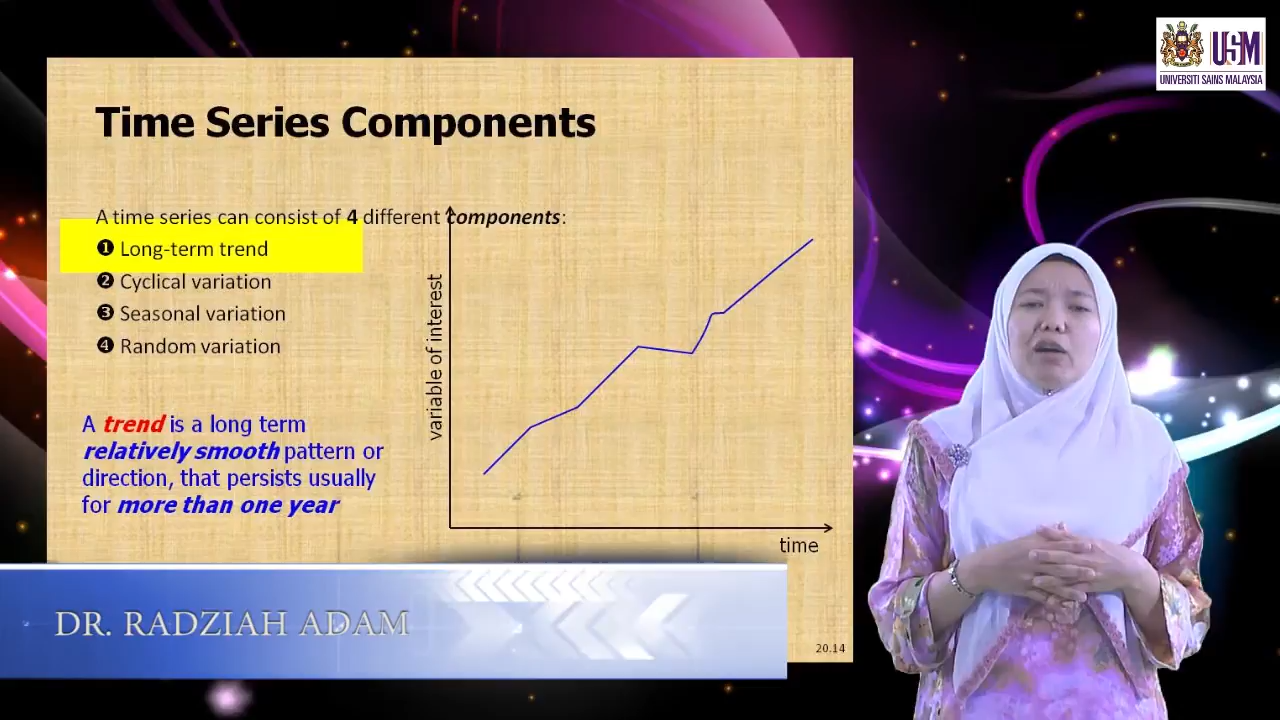 USM
UNIVERSITI SAINS MALAYSIA
Time Series Components
A time series can consist of 4 different components:
❶ Long-term trend
❷ Cyclical variation
❸ Seasonal variation
❹ Random variation
A trend is a long term
relatively smooth pattern or
direction, that persists usually
for more than one year
variable of interest
time
DR. RADZIAH ADAM
20.14